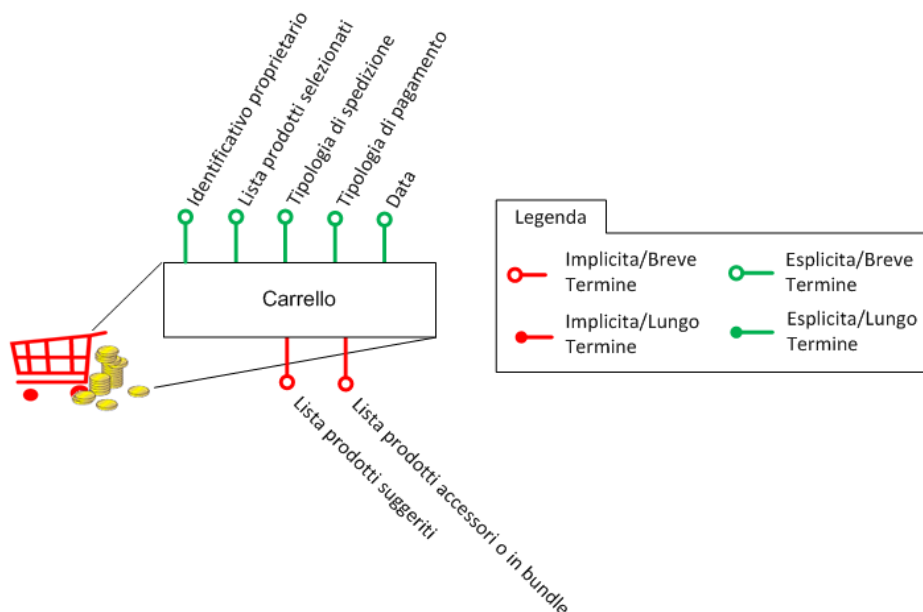 Identificativo proprietario
Lista prodotti selezionati
Tipologia di spedizione
Tipologia di pagamento
Data
Carrello
Lista prodotti suggeriti
Lista prodotti accessori o in bundle
Legenda
Implicita/Breve
Termine
Esplicita/Breve
Termine
Implicita/Lungo
Termine
Esplicita/Lungo
Termine